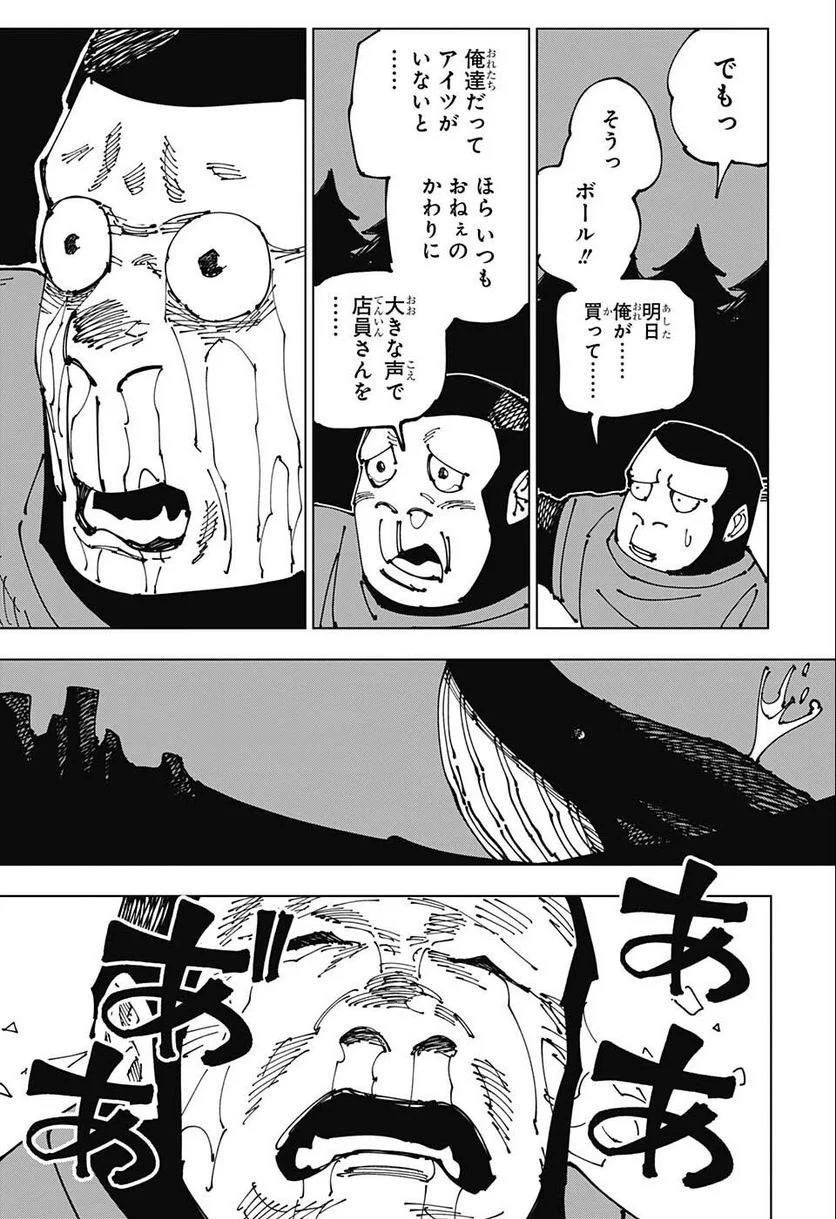 でもっ
そうっ
ボール!!
明日
俺が……
買って……
俺達だって
アイツが
いないと
……
ほら いつも
おねぇの
かわりに
大きな声で
店員さんを
……
あ
あ
あ゛
あ